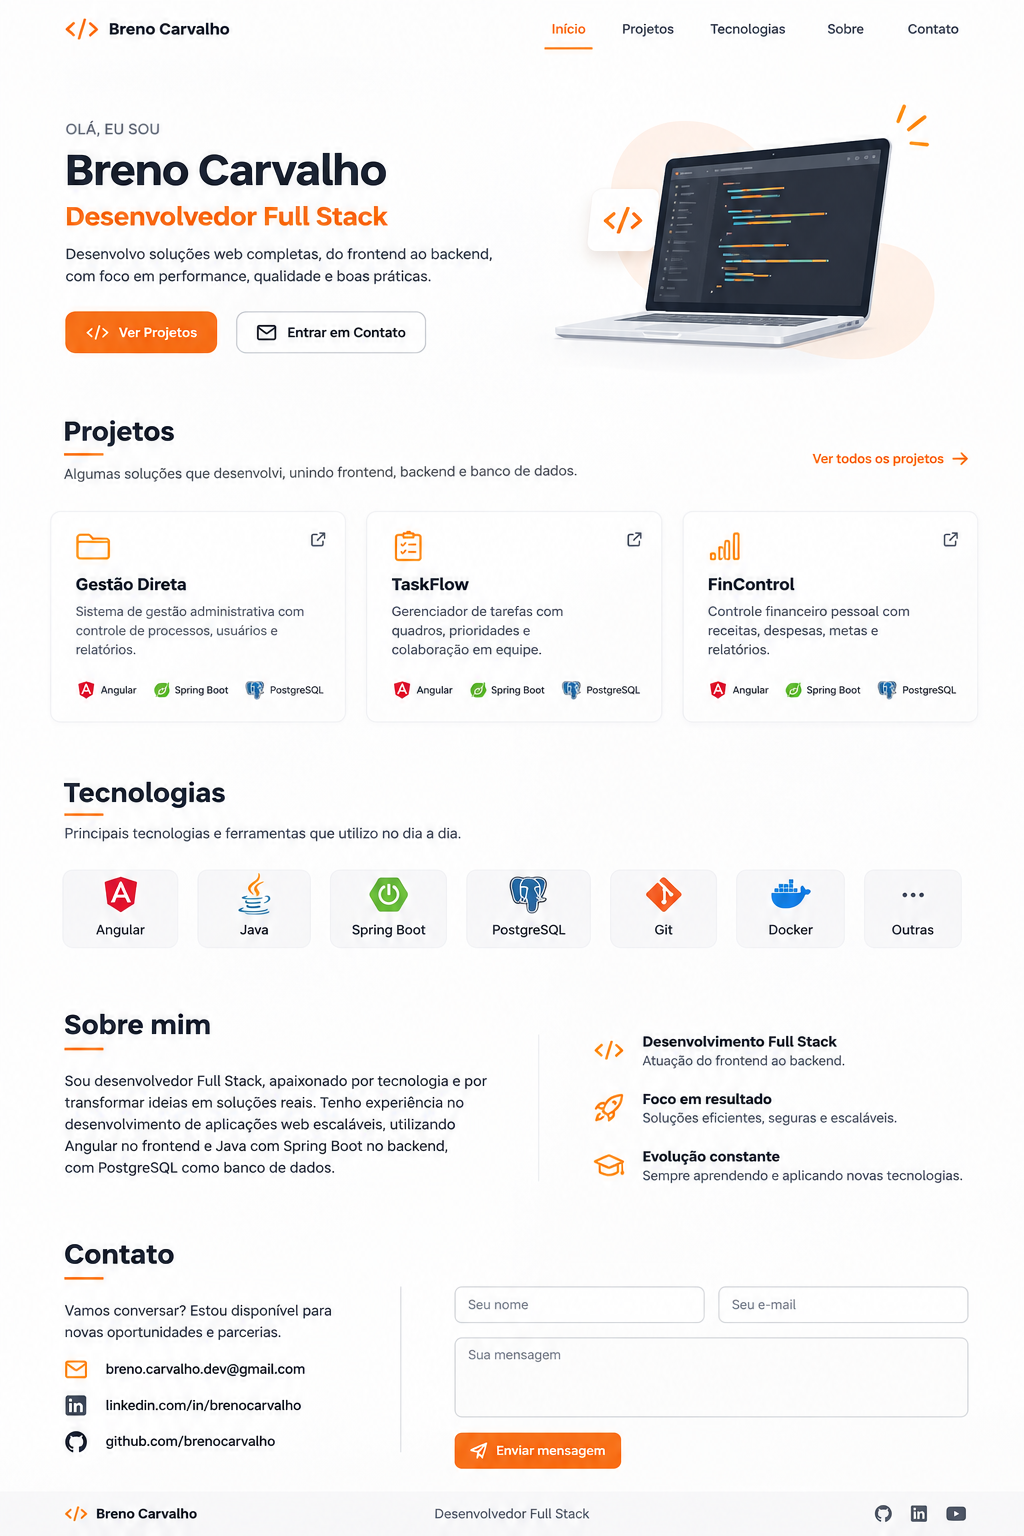 </> Breno Carvalho
Início
Projetos
Tecnologias
Sobre
Contato
OLÁ, EU SOU
Breno Carvalho
Desenvolvedor Full Stack
Desenvolvo soluções web completas, do frontend ao backend,
com foco em performance, qualidade e boas práticas.
</> Ver Projetos
Entrar em Contato
</>
Projetos
Algumas soluções que desenvolvi, unindo frontend, backend e banco de dados.
Ver todos os projetos →
Gestão Direta
Sistema de gestão administrativa com
controle de processos, usuários e
relatórios.
Angular
Spring Boot
PostgreSQL
TaskFlow
Gerenciador de tarefas com
quadros, prioridades e
colaboração em equipe.
Angular
Spring Boot
PostgreSQL
FinControl
Controle financeiro pessoal com
receitas, despesas, metas e
relatórios.
Angular
Spring Boot
PostgreSQL
Tecnologias
Principais tecnologias e ferramentas que utilizo no dia a dia.
Angular
Java
Spring Boot
PostgreSQL
Git
Docker
Outras
Sobre mim
Sou desenvolvedor Full Stack, apaixonado por tecnologia e por
transformar ideias em soluções reais. Tenho experiência no
desenvolvimento de aplicações web escaláveis, utilizando
Angular no frontend e Java com Spring Boot no backend,
com PostgreSQL como banco de dados.
</>
Desenvolvimento Full Stack
Atuação do frontend ao backend.
Foco em resultado
Soluções eficientes, seguras e escaláveis.
Evolução constante
Sempre aprendendo e aplicando novas tecnologias.
Contato
Vamos conversar? Estou disponível para
novas oportunidades e parcerias.
breno.carvalho.dev@gmail.com
linkedin.com/in/brenocarvalho
github.com/brenocarvalho
Seu nome
Seu e-mail
Sua mensagem
Enviar mensagem
</> Breno Carvalho
Desenvolvedor Full Stack